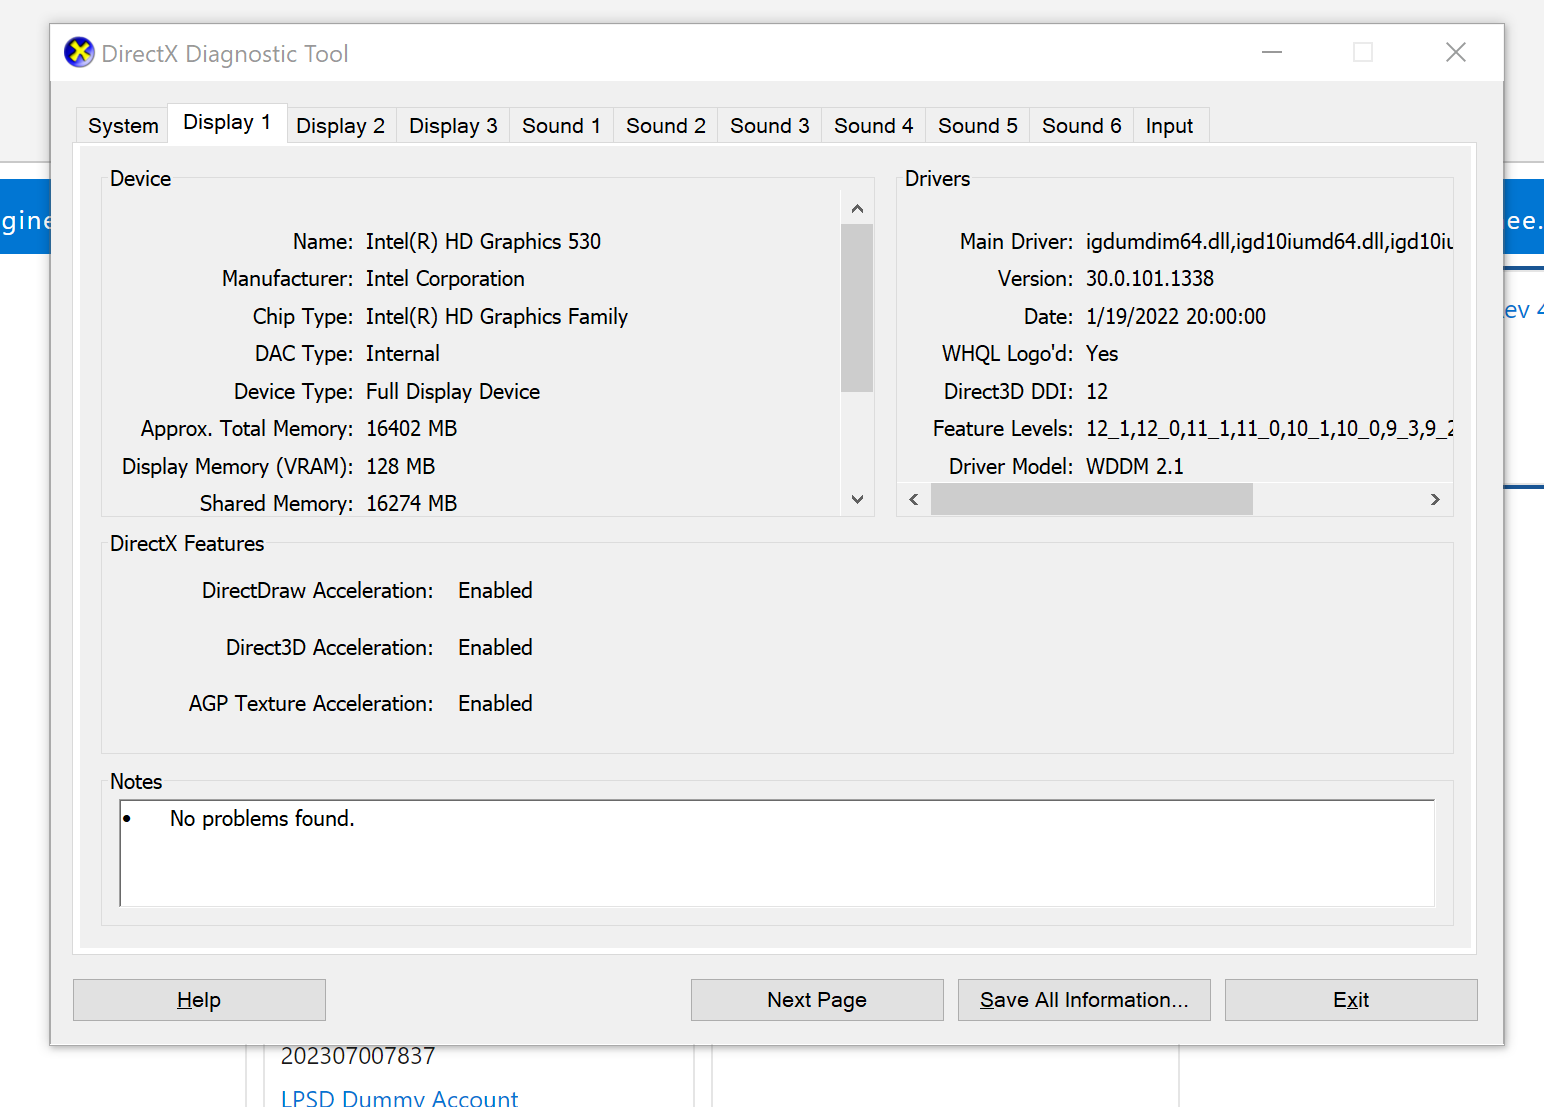 DirectX Diagnostic Tool
System Display 1 Display 2 Display 3 Sound 1 Sound 2 Sound 3 Sound 4 Sound 5 Sound 6 Input
Device
Name: Intel(R) HD Graphics 530
Manufacturer: Intel Corporation
Chip Type: Intel(R) HD Graphics Family
DAC Type: Internal
Device Type: Full Display Device
Approx. Total Memory: 16402 MB
Display Memory (VRAM): 128 MB
Shared Memory: 16274 MB
Drivers
Main Driver: igdumdim64.dll,igd10iumd64.dll,igd10iu
Version: 30.0.101.1338
Date: 1/19/2022 20:00:00
WHQL Logo'd: Yes
Direct3D DDI: 12
Feature Levels: 12_1,12_0,11_1,11_0,10_1,10_0,9_3,9_2
Driver Model: WDDM 2.1
DirectX Features
DirectDraw Acceleration: Enabled
Direct3D Acceleration: Enabled
AGP Texture Acceleration: Enabled
Notes
• No problems found.
Help Next Page Save All Information... Exit
gine
ee.
ev 4
202307007837
LPSD Dummy Account